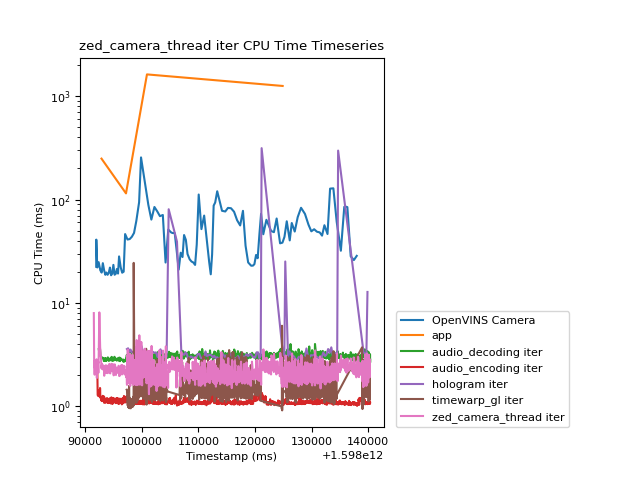 zed_camera_thread iter CPU Time Timeseries
CPU Time (ms)
10³
10²
10¹
10⁰
90000 100000 110000 120000 130000 140000
Timestamp (ms)
+1.598e12
OpenVINS Camera
app
audio_decoding iter
audio_encoding iter
hologram iter
timewarp_gl iter
zed_camera_thread iter